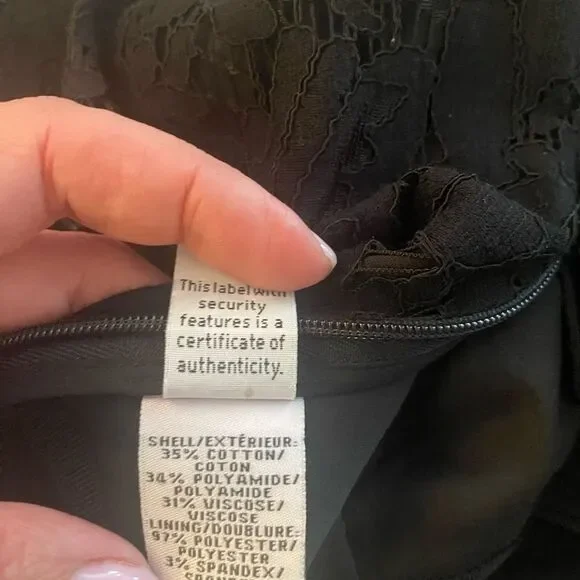 This label with
security
features is a
certificate of
authenticity.
SHELL/EXTÉRIEUR:
35% COTTON/
COTON
34% POLYAMIDE/
POLYAMIDE
31% VISCOSE/
VISCOSE
LINING/DOUBLURE:
97% POLYESTER/
POLYESTER
3% SPANDEX/